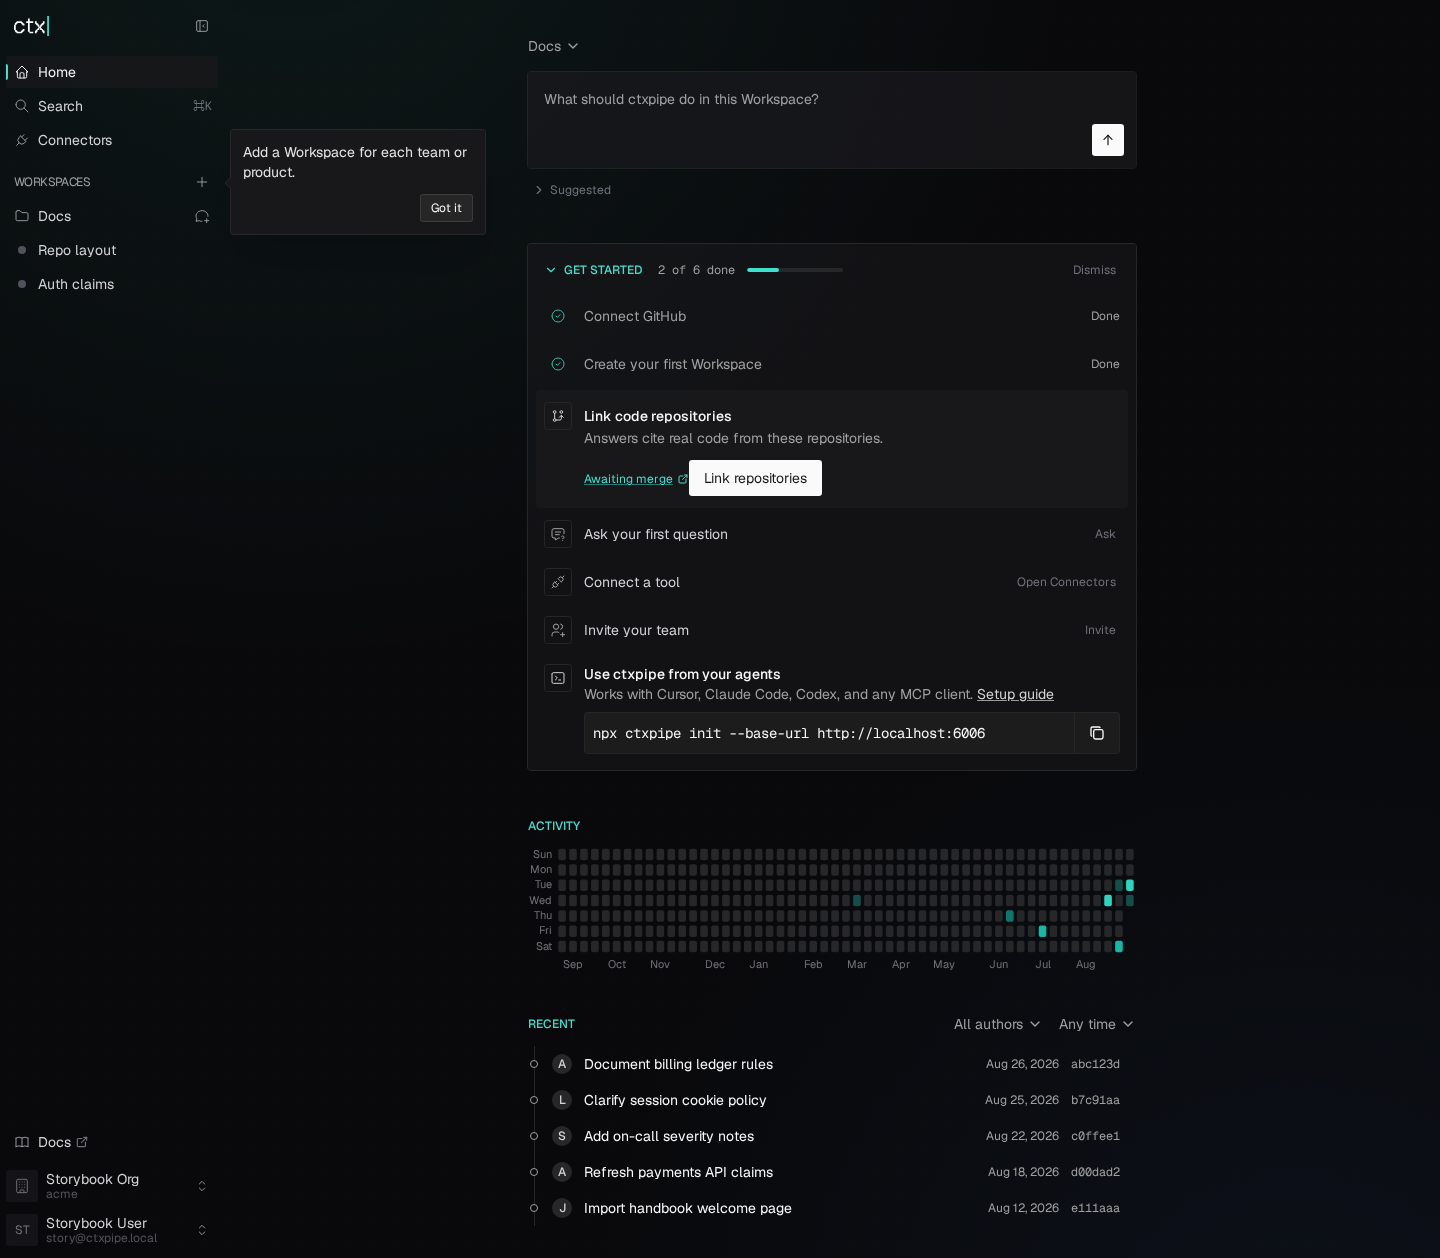 ctx
Home
Search ⌘K
Connectors
WORKSPACES
Docs
Repo layout
Auth claims
Add a Workspace for each team or
product.
Got it
Docs
What should ctxpipe do in this Workspace?
Suggested
GET STARTED 2 of 6 done Dismiss
Connect GitHub Done
Create your first Workspace Done
Link code repositories
Answers cite real code from these repositories.
Awaiting merge Link repositories
Ask your first question Ask
Connect a tool Open Connectors
Invite your team Invite
Use ctxpipe from your agents
Works with Cursor, Claude Code, Codex, and any MCP client. Setup guide
npx ctxpipe init --base-url http://localhost:6006
ACTIVITY
Sun
Mon
Tue
Wed
Thu
Fri
Sat
Sep Oct Nov Dec Jan Feb Mar Apr May Jun Jul Aug
RECENT All authors Any time
A Document billing ledger rules Aug 26, 2026 abc123d
L Clarify session cookie policy Aug 25, 2026 b7c91aa
S Add on-call severity notes Aug 22, 2026 c0ffee1
A Refresh payments API claims Aug 18, 2026 d00dad2
J Import handbook welcome page Aug 12, 2026 e111aaa
Docs
Storybook Org
acme
ST Storybook User
story@ctxpipe.local